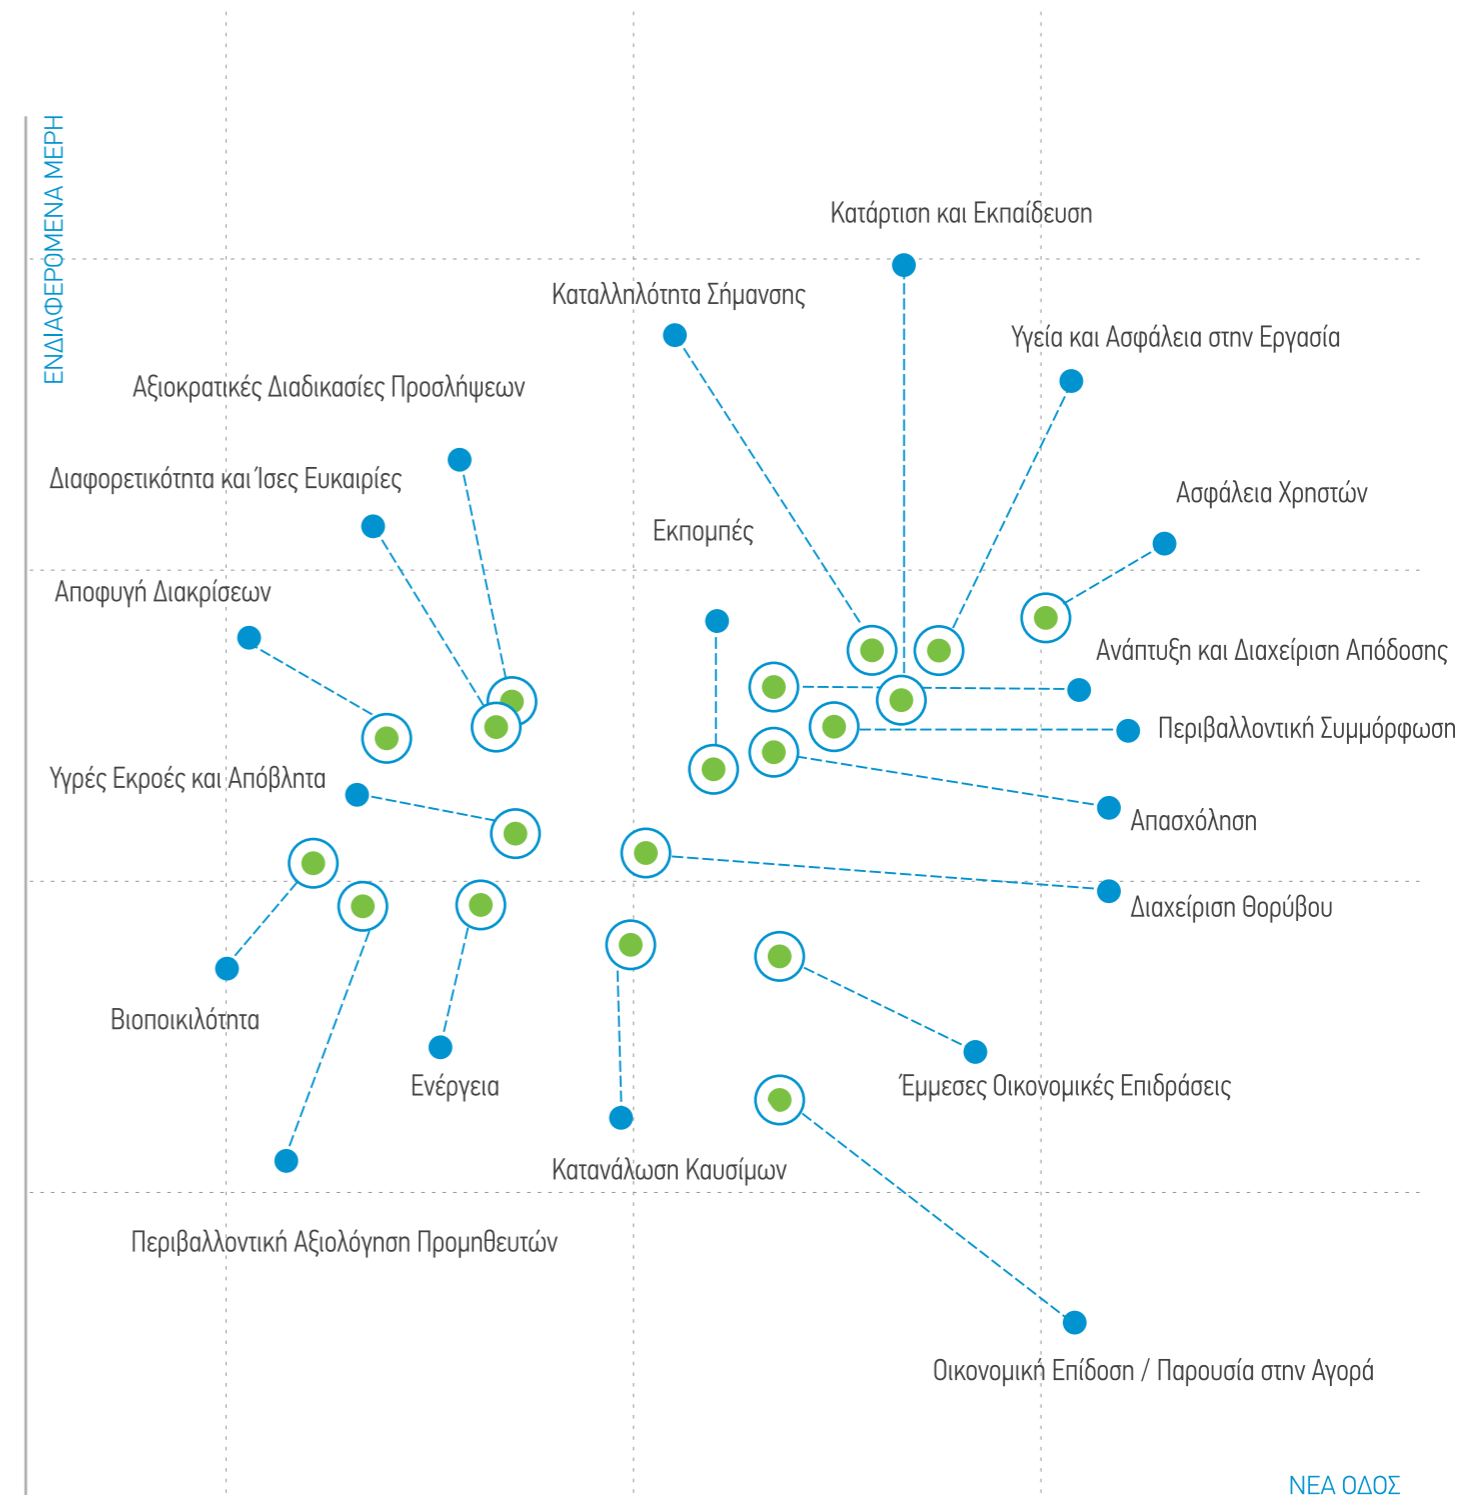 ΕΝΔΙΑΦΕΡΟΜΕΝΑ ΜΕΡΗ
Κατάρτιση και Εκπαίδευση
Καταλληλότητα Σήμανσης
Υγεία και Ασφάλεια στην Εργασία
Αξιοκρατικές Διαδικασίες Προσλήψεων
Διαφορετικότητα και Ίσες Ευκαιρίες
Ασφάλεια Χρηστών
Εκπομπές
Αποφυγή Διακρίσεων
Ανάπτυξη και Διαχείριση Απόδοσης
Περιβαλλοντική Συμμόρφωση
Υγρές Εκροές και Απόβλητα
Απασχόληση
Διαχείριση Θορύβου
Βιοποικιλότητα
Ενέργεια
Έμμεσες Οικονομικές Επιδράσεις
Κατανάλωση Καυσίμων
Περιβαλλοντική Αξιολόγηση Προμηθευτών
Οικονομική Επίδοση / Παρουσία στην Αγορά
ΝΕΑ ΟΔΟΣ